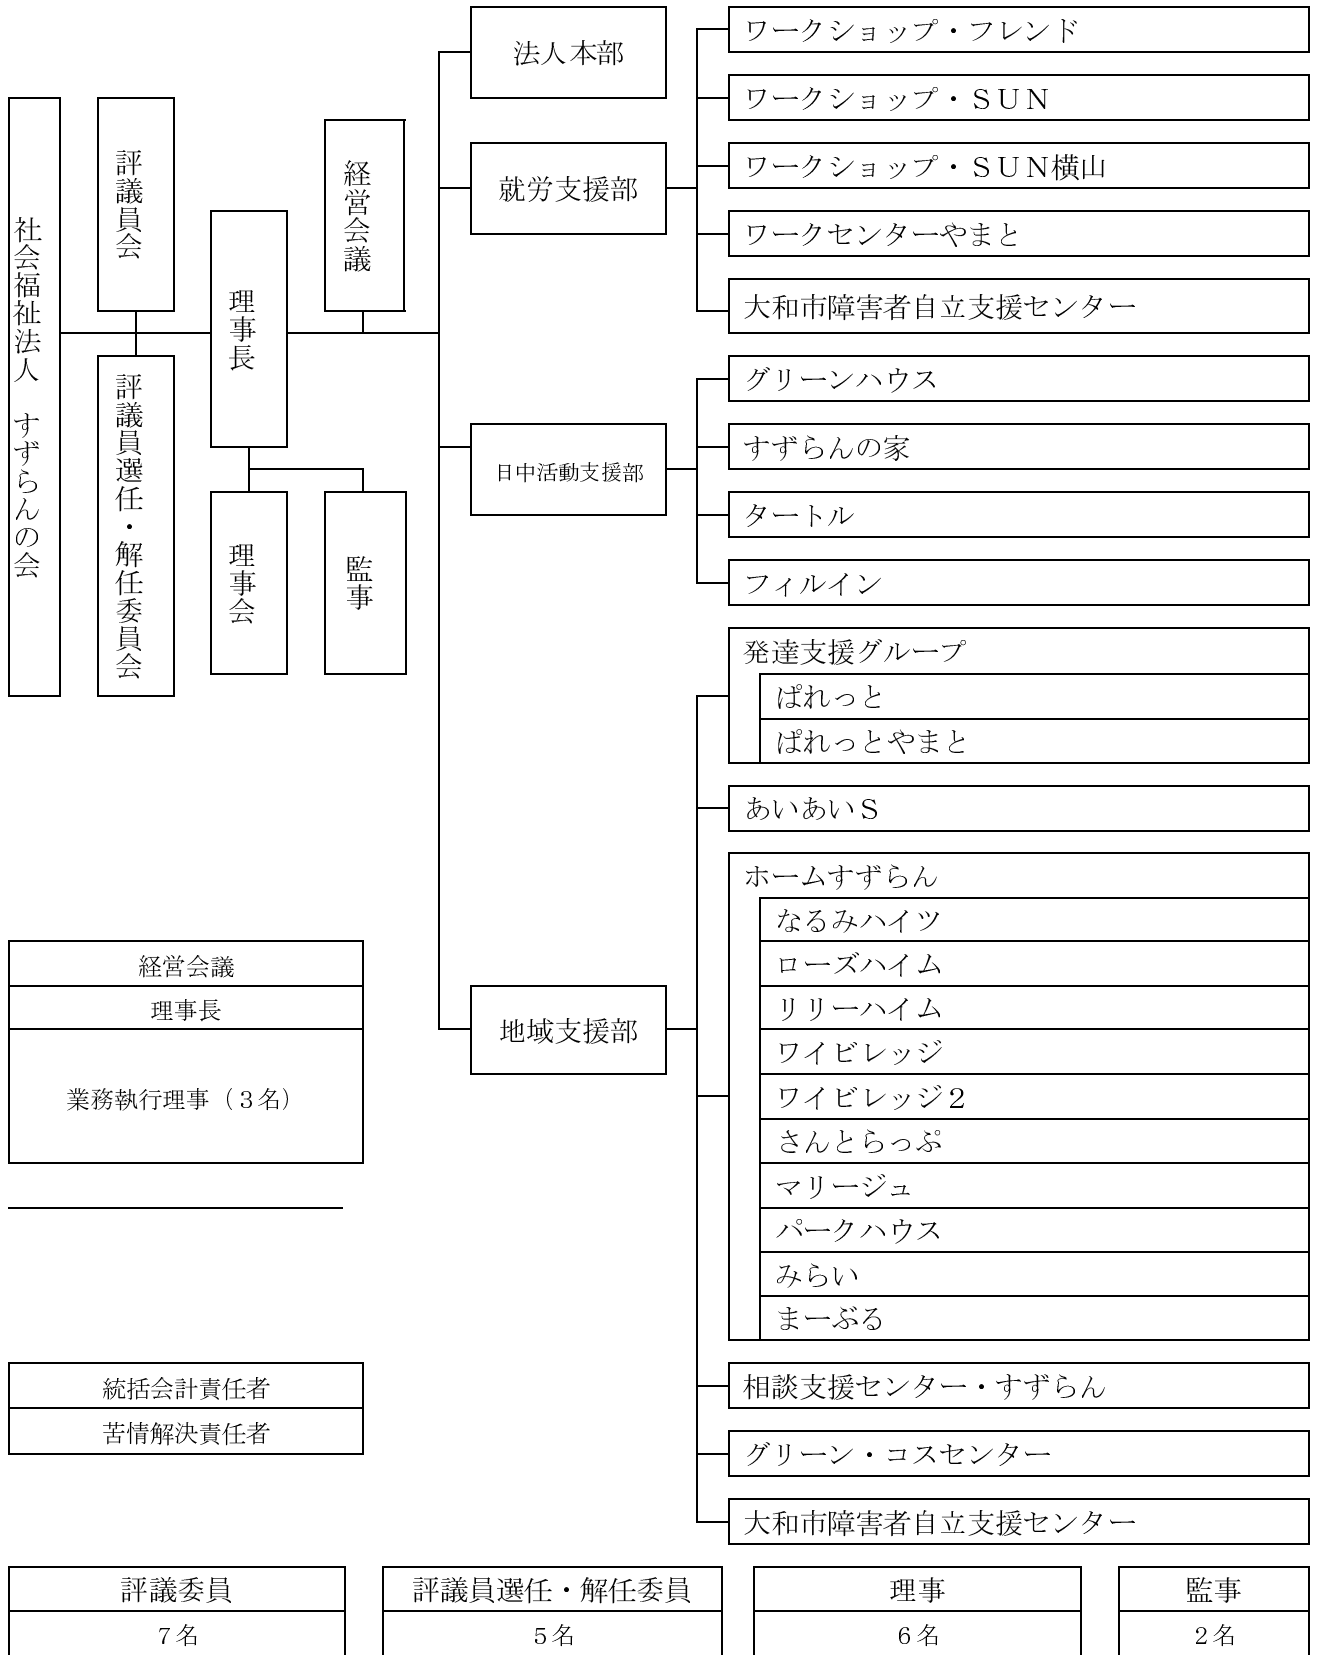 社会福祉法人　すずらんの会
評議員会
評議員選任・解任委員会
理事長
理事会
監事
経営会議
法人本部
就労支援部
ワークショップ・フレンド
ワークショップ・ＳＵＮ
ワークショップ・ＳＵＮ横山
ワークセンターやまと
大和市障害者自立支援センター
日中活動支援部
グリーンハウス
すずらんの家
タートル
フィルイン
地域支援部
発達支援グループ
ぱれっと
ぱれっとやまと
あいあいＳ
ホームすずらん
なるみハイツ
ローズハイム
リリーハイム
ワイビレッジ
ワイビレッジ２
さんとらっぷ
マリージュ
パークハウス
みらい
まーぶる
相談支援センター・すずらん
グリーン・コスセンター
大和市障害者自立支援センター
経営会議
理事長
業務執行理事（３名）
統括会計責任者
苦情解決責任者
評議委員
７名
評議員選任・解任委員
５名
理事
６名
監事
２名